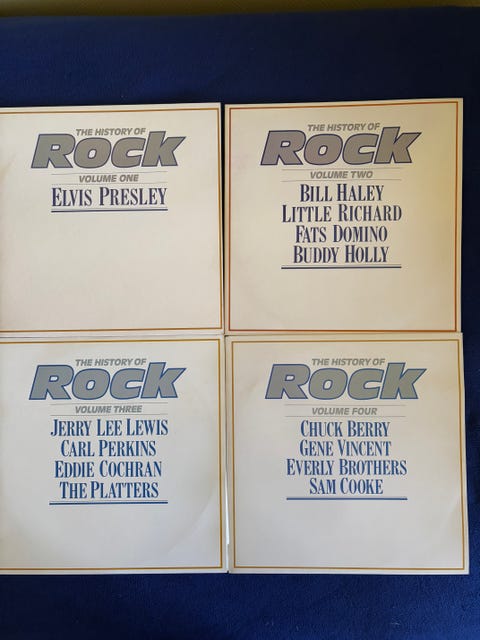 THE HISTORY OF
Rock
VOLUME ONE
ELVIS PRESLEY
THE HISTORY OF
Rock
VOLUME TWO
BILL HALEY
LITTLE RICHARD
FATS DOMINO
BUDDY HOLLY
THE HISTORY OF
Rock
VOLUME THREE
JERRY LEE LEWIS
CARL PERKINS
EDDIE COCHRAN
THE PLATTERS
THE HISTORY OF
Rock
VOLUME FOUR
CHUCK BERRY
GENE VINCENT
EVERLY BROTHERS
SAM COOKE